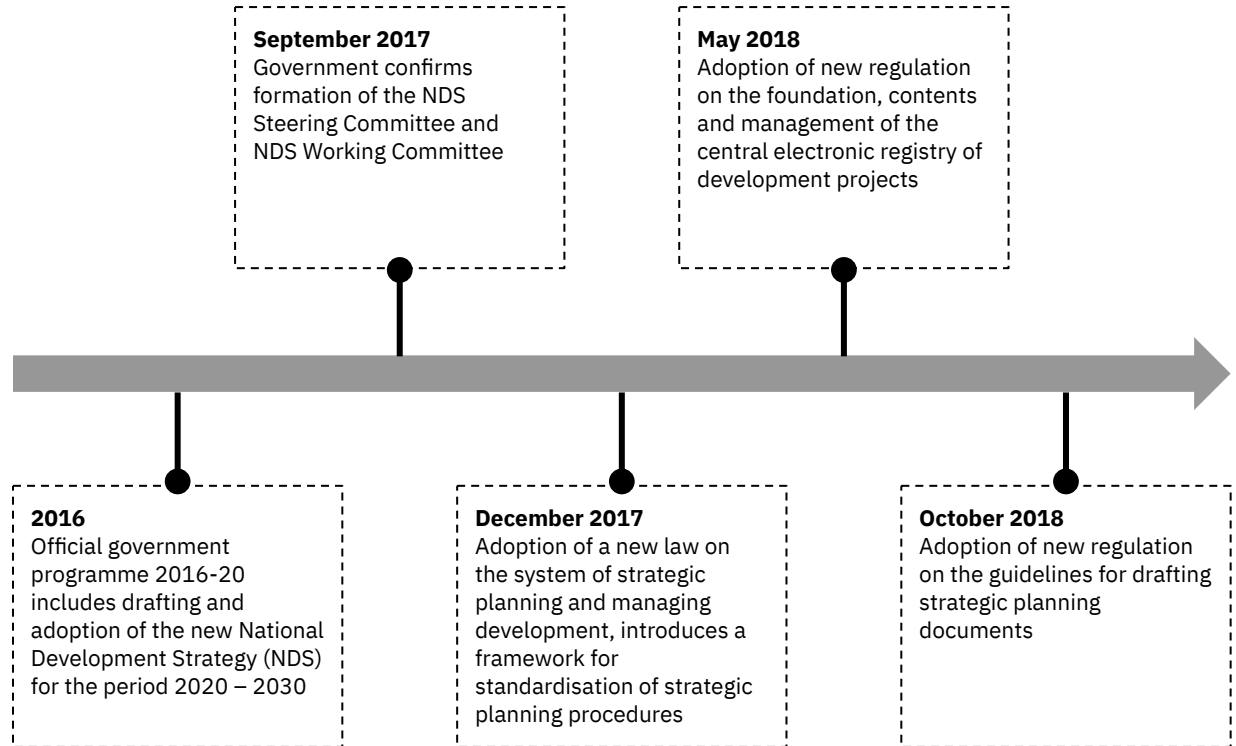 September 2017
Government confirms
formation of the NDS
Steering Committee and
NDS Working Committee
May 2018
Adoption of new regulation
on the foundation, contents
and management of the
central electronic registry of
development projects
2016
Official government
programme 2016-20
includes drafting and
adoption of the new National
Development Strategy (NDS)
for the period 2020 – 2030
December 2017
Adoption of a new law on
the system of strategic
planning and managing
development, introduces a
framework for
standardisation of strategic
planning procedures
October 2018
Adoption of new regulation
on the guidelines for drafting
strategic planning
documents